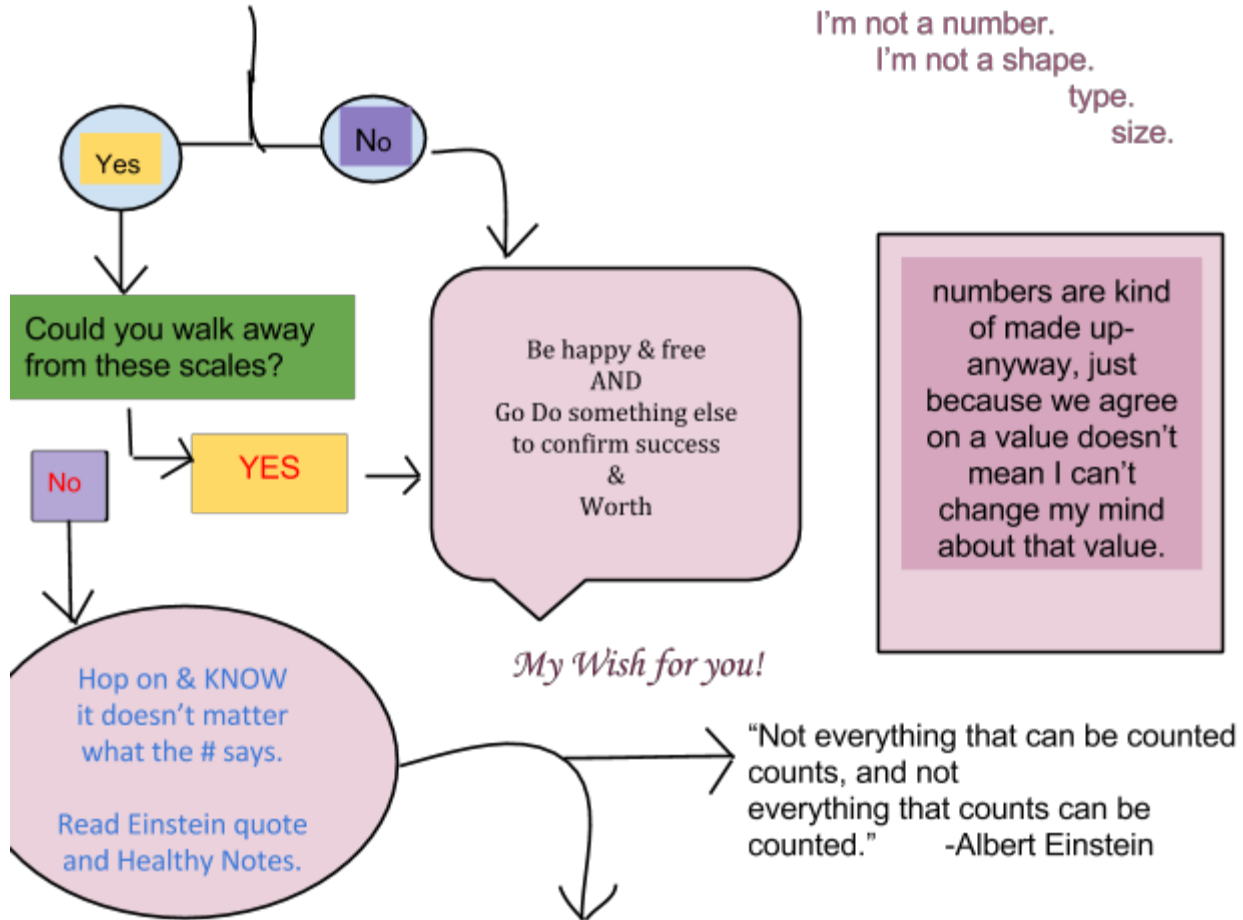 I'm not a number.
I'm not a shape.
type.
size.
Yes
No
Could you walk away
from these scales?
No
YES
Be happy & free
AND
Go Do something else
to confirm success
&
Worth
My Wish for you!
numbers are kind
of made up-
anyway, just
because we agree
on a value doesn't
mean I can't
change my mind
about that value.
Hop on & KNOW
it doesn't matter
what the # says.
Read Einstein quote
and Healthy Notes.
“Not everything that can be counted
counts, and not
everything that counts can be
counted.” -Albert Einstein